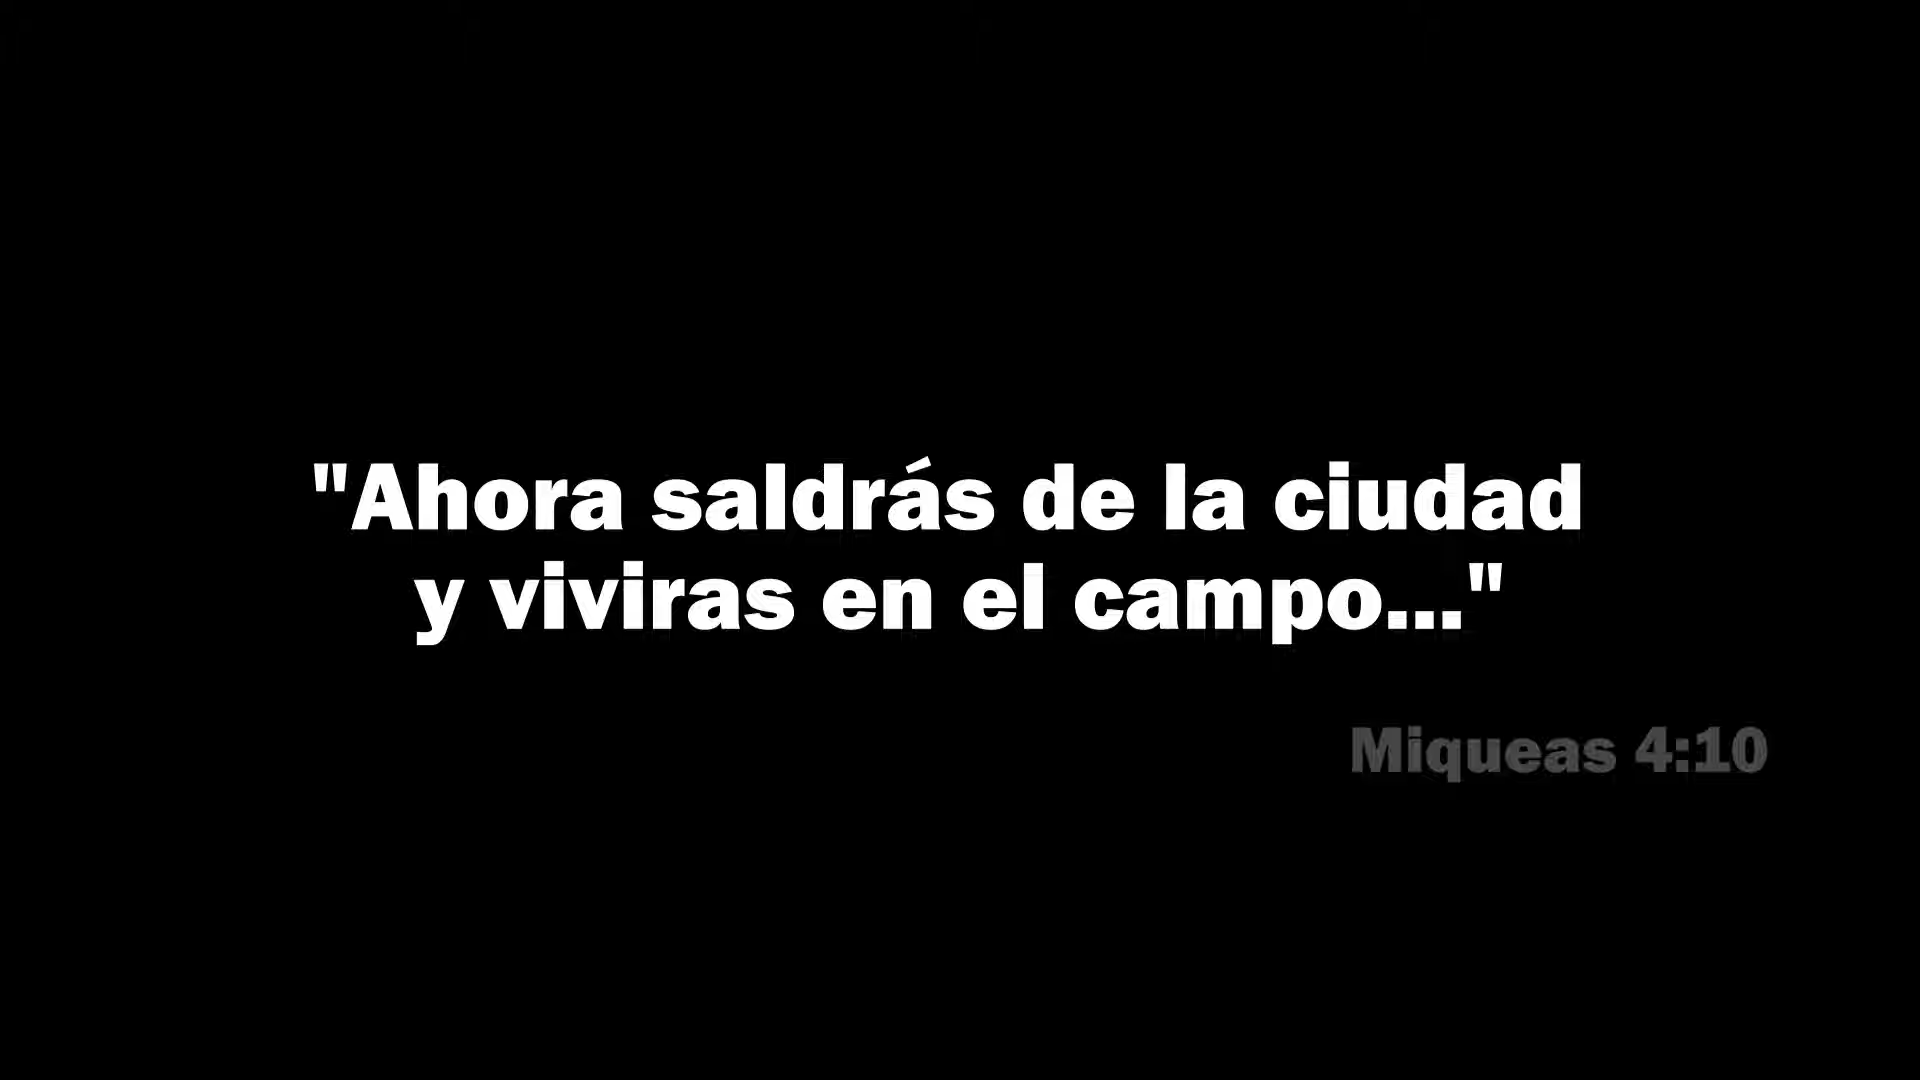 "Ahora saldrás de la ciudad
y viviras en el campo..."
Miqueas 4:10